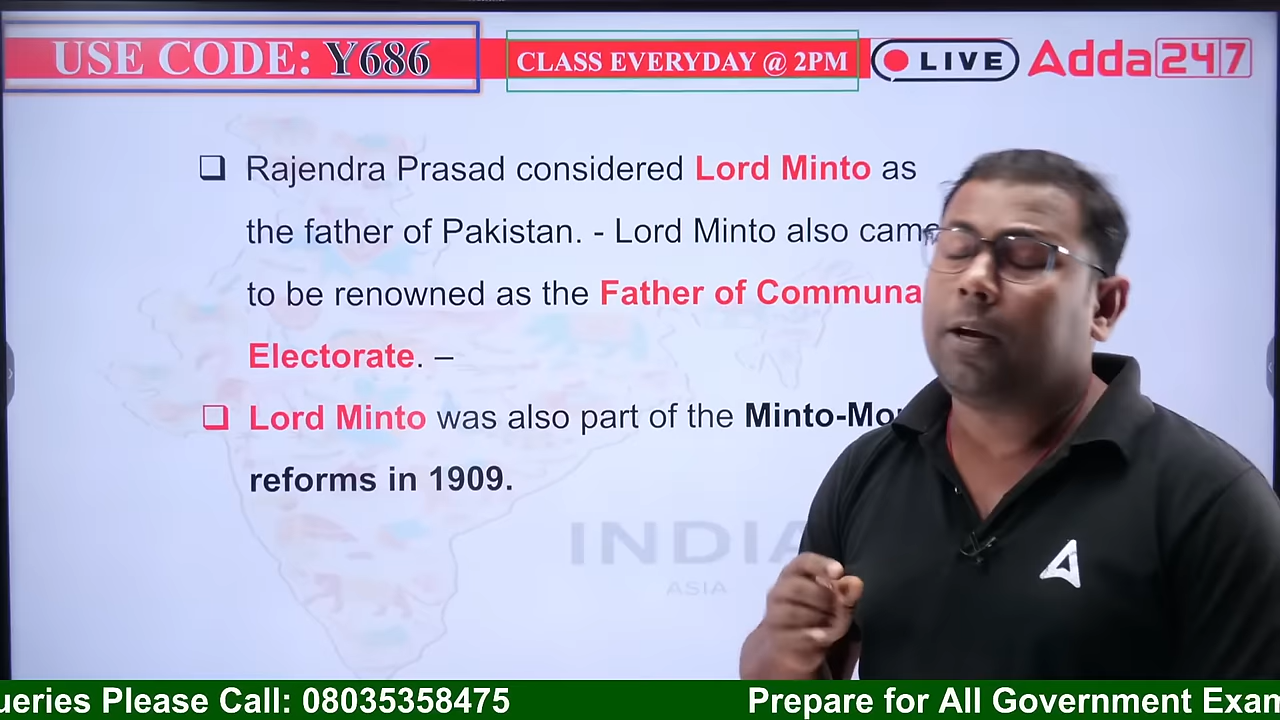 USE CODE: Y686
CLASS EVERYDAY @ 2PM
LIVE
Adda247
Rajendra Prasad considered Lord Minto as
the father of Pakistan. - Lord Minto also came
to be renowned as the Father of Communa
Electorate. –
Lord Minto was also part of the Minto-Mo
reforms in 1909.
INDIA
ASIA
ueries Please Call: 08035358475
Prepare for All Government Exan